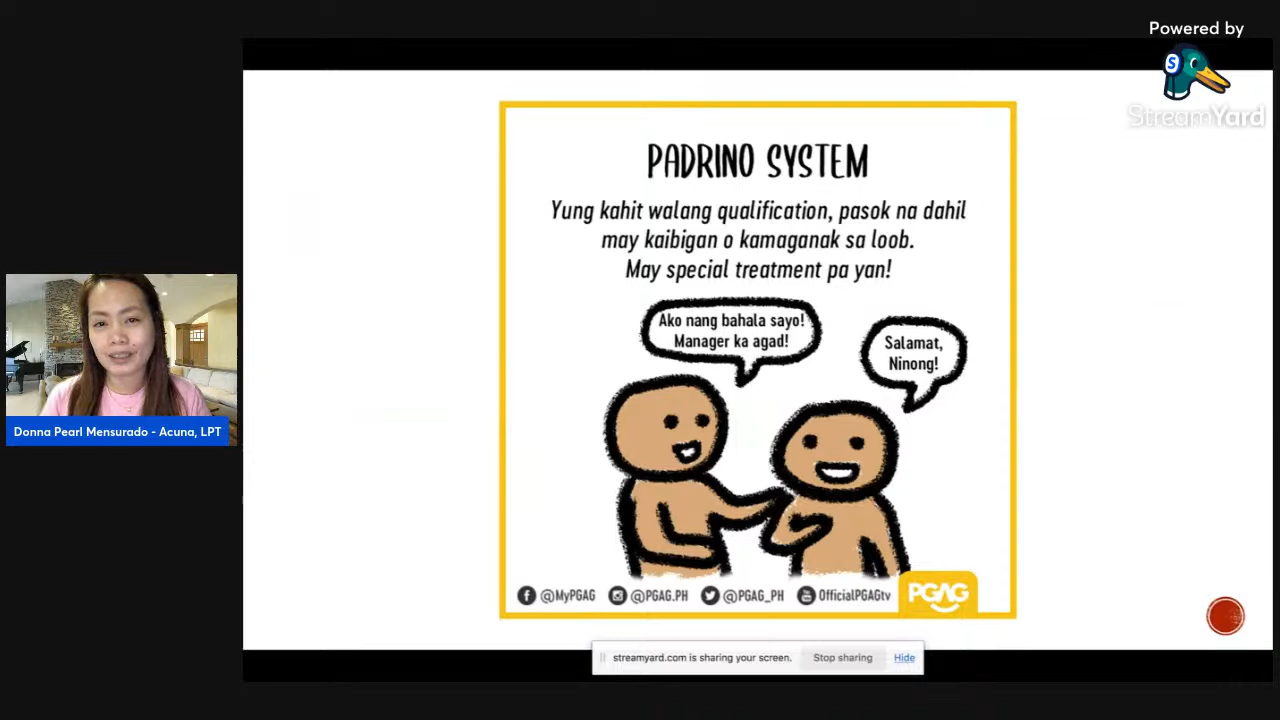 Powered by
StreamYard
PADRINO SYSTEM
Yung kahit walang qualification, pasok na dahil
may kaibigan o kamaganak sa loob.
May special treatment pa yan!
Ako nang bahala sayo!
Manager ka agad!
Salamat,
Ninong!
Donna Pearl Mensurado - Acuna, LPT
@MyPGAG @PGAG.PH @PGAG_PH OfficialPGAGtv PGAG
streamyard.com is sharing your screen. Stop sharing Hide